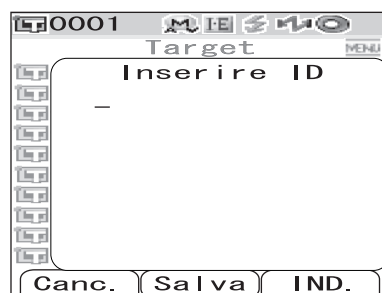 0001 M I·E
Target MENU
Inserire ID
_
Canc. Salva IND.